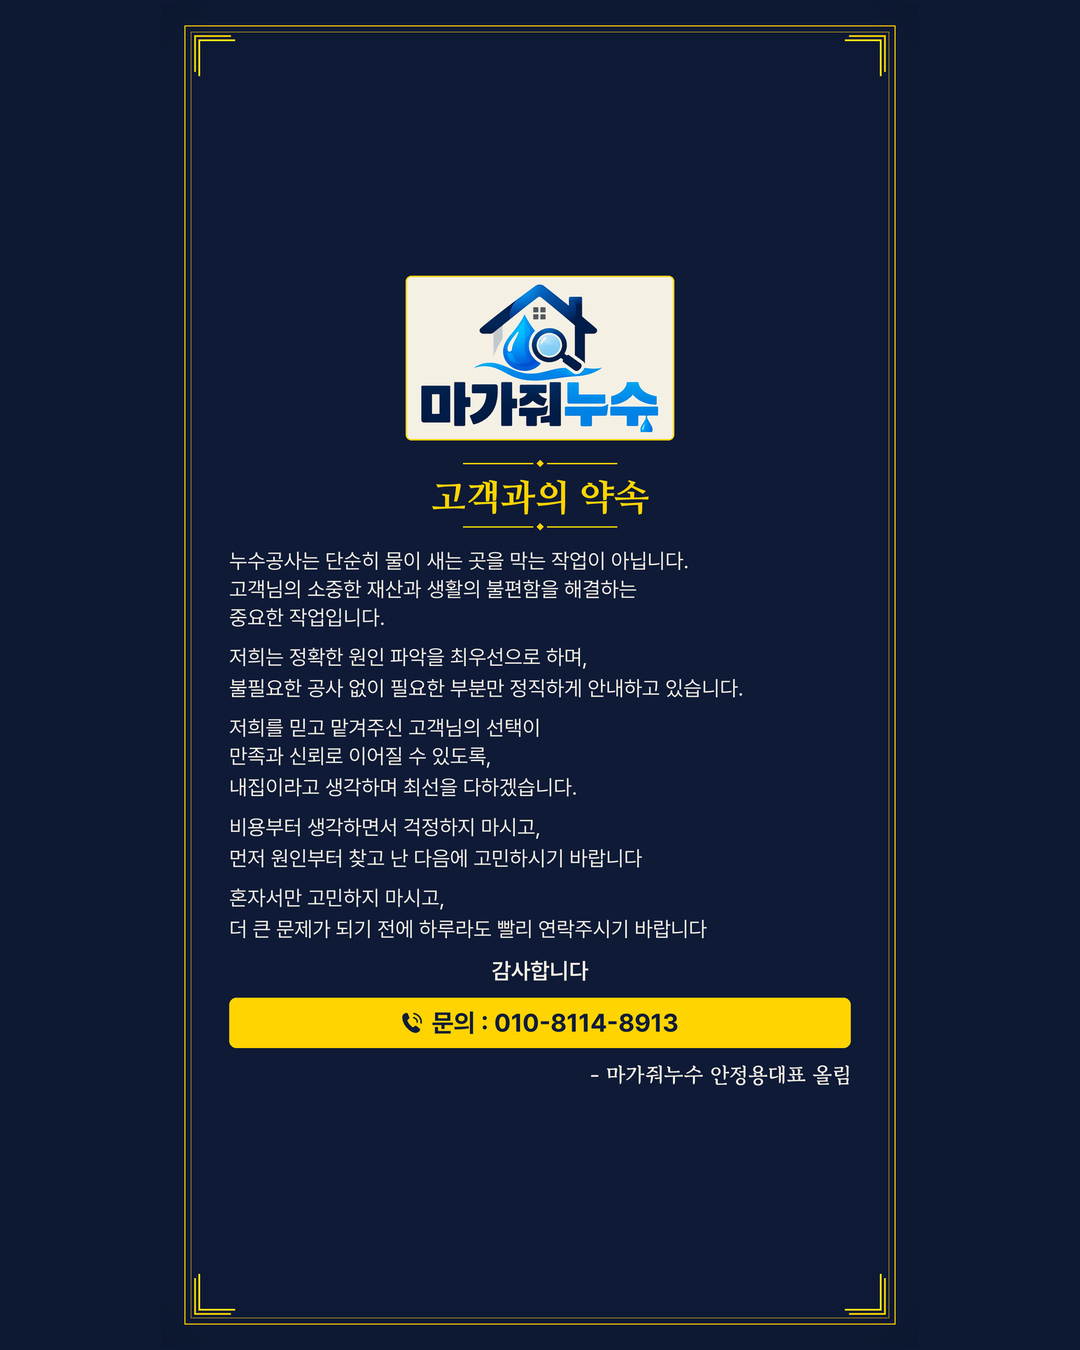 마가줘누수
고객과의 약속
누수공사는 단순히 물이 새는 곳을 막는 작업이 아닙니다.
고객님의 소중한 재산과 생활의 불편함을 해결하는
중요한 작업입니다.
저희는 정확한 원인 파악을 최우선으로 하며,
불필요한 공사 없이 필요한 부분만 정직하게 안내하고 있습니다.
저희를 믿고 맡겨주신 고객님의 선택이
만족과 신뢰로 이어질 수 있도록,
내집이라고 생각하며 최선을 다하겠습니다.
비용부터 생각하면서 걱정하지 마시고,
먼저 원인부터 찾고 난 다음에 고민하시기 바랍니다
혼자서만 고민하지 마시고,
더 큰 문제가 되기 전에 하루라도 빨리 연락주시기 바랍니다
감사합니다
문의 : 010-8114-8913
- 마가줘누수 안정용대표 올림